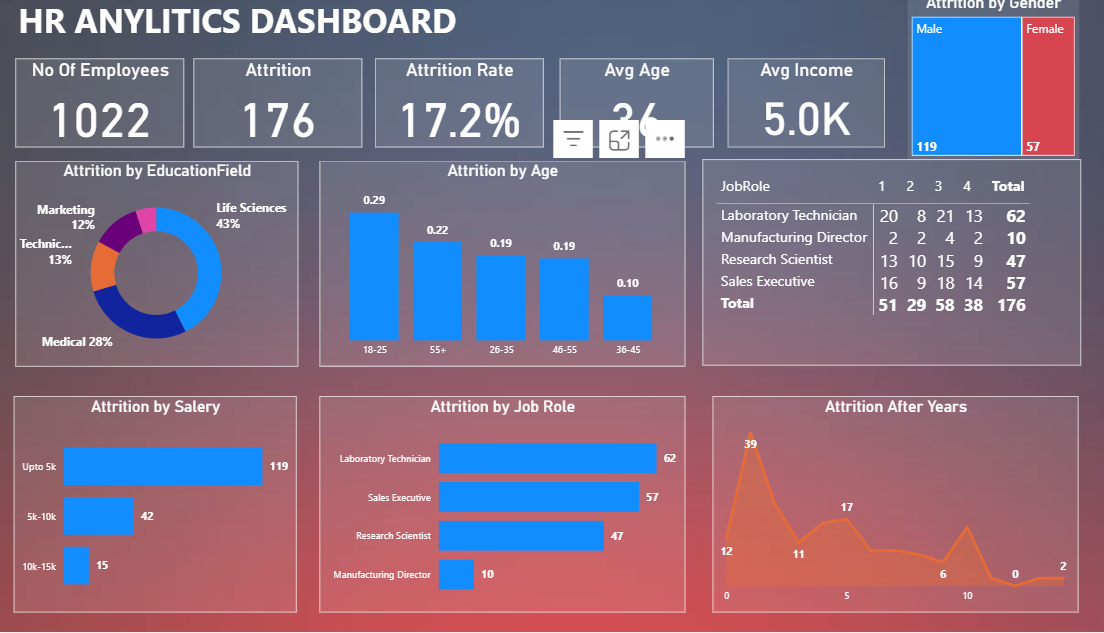 HR ANYLITICS DASHBOARD
Attrition by Gender
Male
Female
119
57
No Of Employees
1022
Attrition
176
Attrition Rate
17.2%
Avg Age
36
Avg Income
5.0K
Attrition by EducationField
Marketing
12%
Life Sciences
43%
Technic...
13%
Medical 28%
Attrition by Age
0.29
0.22
0.19
0.19
0.10
18-25
55+
26-35
46-55
36-45
JobRole 1 2 3 4 Total
Laboratory Technician 20 8 21 13 62
Manufacturing Director 2 2 4 2 10
Research Scientist 13 10 15 9 47
Sales Executive 16 9 18 14 57
Total 51 29 58 38 176
Attrition by Salery
Upto 5k 119
5k-10k 42
10k-15k 15
Attrition by Job Role
Laboratory Technician 62
Sales Executive 57
Research Scientist 47
Manufacturing Director 10
Attrition After Years
39
17
12
11
6
0
2
0
5
10